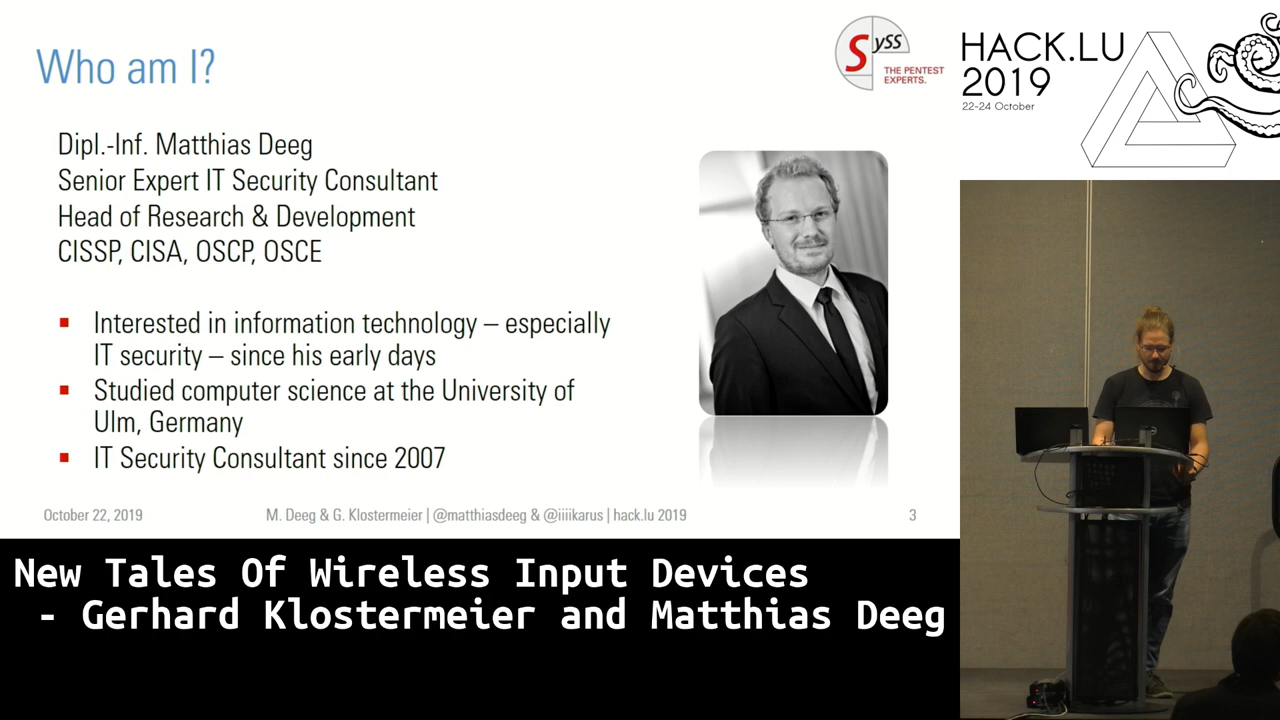 Who am I?
S ySS
THE PENTEST
EXPERTS.
Dipl.-Inf. Matthias Deeg
Senior Expert IT Security Consultant
Head of Research & Development
CISSP, CISA, OSCP, OSCE
▪ Interested in information technology – especially
IT security – since his early days
▪ Studied computer science at the University of
Ulm, Germany
▪ IT Security Consultant since 2007
October 22, 2019
M. Deeg & G. Klostermeier | @matthiasdeeg & @iiiikarus | hack.lu 2019
3
HACK.LU
2019
22-24 October
New Tales Of Wireless Input Devices
- Gerhard Klostermeier and Matthias Deeg